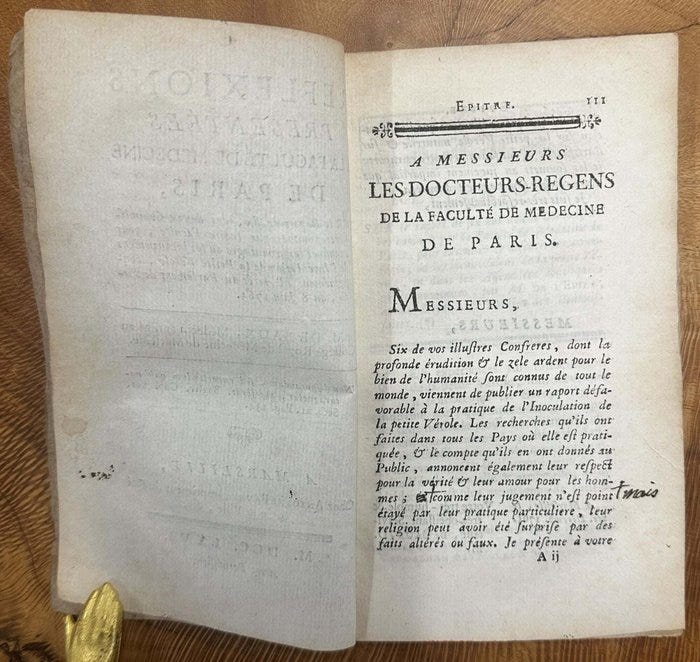 EPITRE. III
A MESSIEURS
LES DOCTEURS-REGENS
DE LA FACULTÉ DE MEDECINE
DE PARIS.
MESSIEURS,
Six de vos illuſtres Confreres, dont la
profonde érudition & le zele ardent pour le
bien de l'humanité ſont connus de tout le
monde, viennent de publier un raport défa-
vorable à la pratique de l'Inoculation de
la petite Vérole. Les recherches qu'ils ont
faites dans tous les Pays où elle eſt prati-
quée, & le compte qu'ils en ont donnés au
Public, annoncent également leur reſpect
pour la vérité & leur amour pour les hom-
mes ; † comme leur jugement n'eſt point † mais
étayé par leur pratique particuliere, leur
religion peut avoir été ſurpriſe par des
faits altérés ou faux. Je préſente à votre
A ij